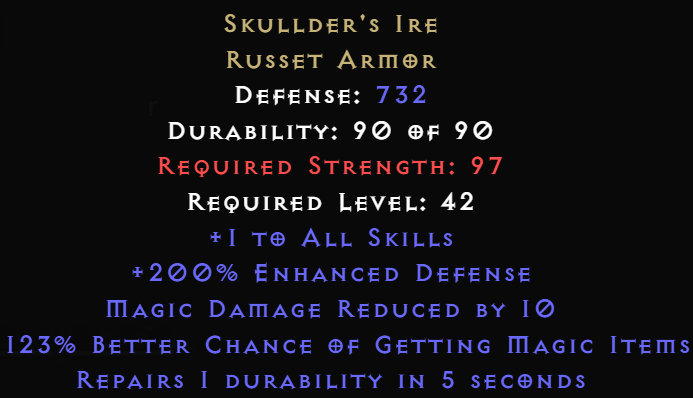 Skullder's Ire
Russet Armor
Defense: 732
Durability: 90 of 90
Required Strength: 97
Required Level: 42
+1 to All Skills
+200% Enhanced Defense
Magic Damage Reduced by 10
123% Better Chance of Getting Magic Items
Repairs 1 durability in 5 seconds